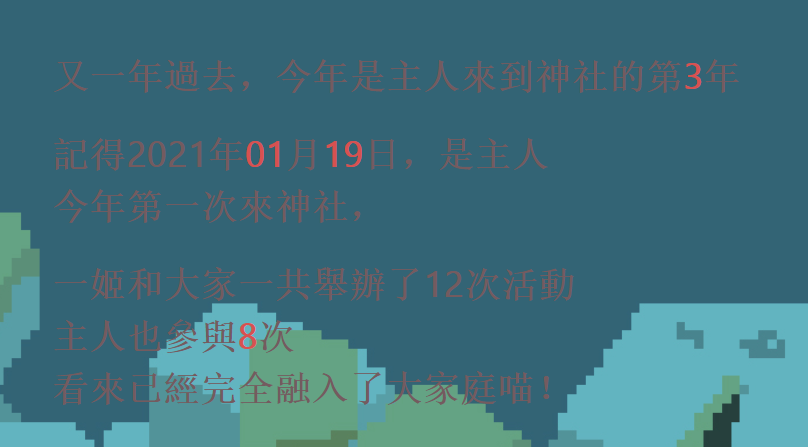 又一年過去，今年是主人來到神社的第3年
記得2021年01月19日，是主人
今年第一次來神社，
一姬和大家一共舉辦了12次活動
主人也參與8次
看來已經完全融入了大家庭喵！